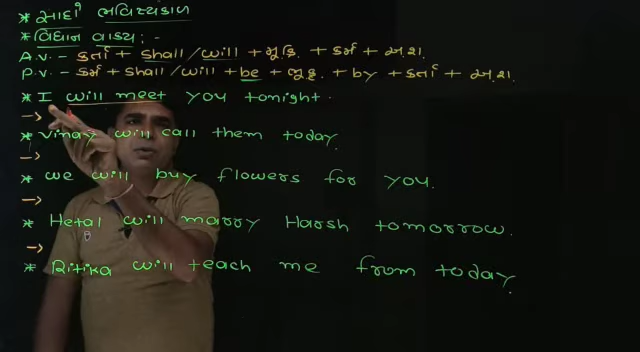 * સાદો ભવિષ્યકાળ
* વિધાન વાક્ય :-
A.V. - કર્તા + shall/will + મૂક્રિ + કર્મ + અ.શ.
P.V. - કર્મ + shall/will + be + ભૂકૃ + by + કર્તા + અ.શ.
* I will meet you tonight.
→
* Vinay will call them today.
→
* we will buy flowers for you.
→
* Hetal will marry Harsh tomorrow.
→
* Ritika will teach me from today.